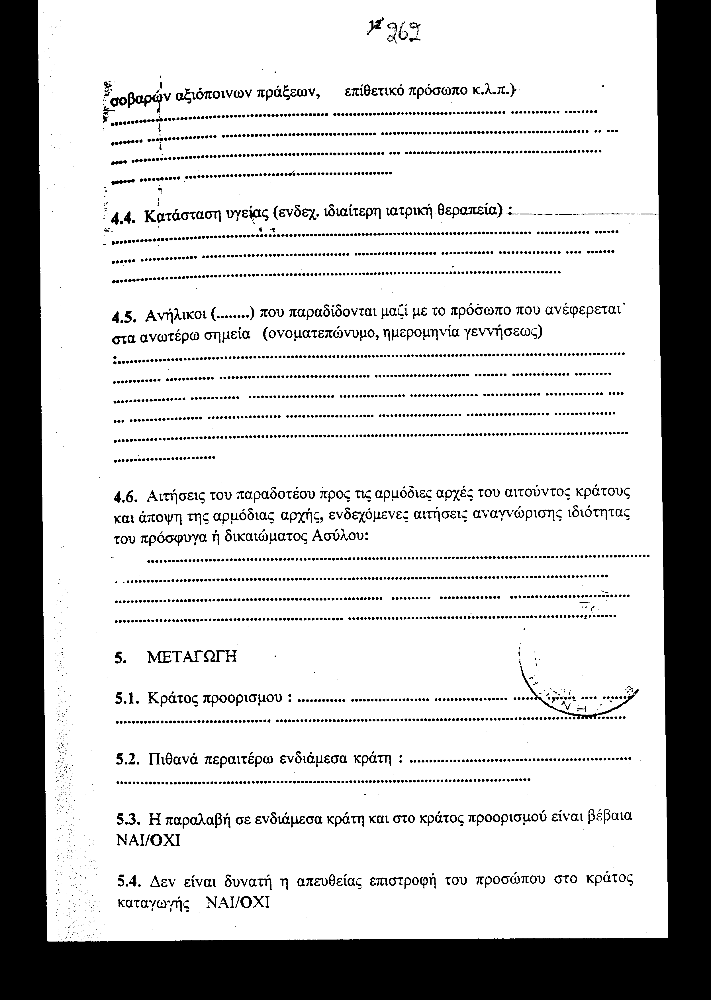 12 262
σοβαρών αξιόποινων πράξεων, επίθετικό πρόσωπο κ.λ.π.)
........................................................................
........................................................................
........................................................................
........................................................................
4.4. Κατάσταση υγείας (ενδεχ. ιδιαίτερη ιατρική θεραπεία) :
........................................................................
........................................................................
........................................................................
4.5. Ανήλικοι (........) που παραδίδονται μαζί με το πρόσωπο που ανέφερεται
στα ανωτέρω σημεία (ονοματεπώνυμο, ημερομηνία γεννήσεως)
:.......................................................................
........................................................................
........................................................................
........................................................................
........................................................................
.........................
4.6. Αιτήσεις του παραδοτέου προς τις αρμόδιες αρχές του αιτούντος κράτους
και άποψη της αρμόδιας αρχής, ενδεχόμενες αιτήσεις αναγνώρισης ιδιότητας
του πρόσφυγα ή δικαιώματος Ασύλου:
........................................................................
........................................................................
........................................................................
........................................................................
5. ΜΕΤΑΓΩΓΗ
5.1. Κράτος προορισμου : ............ ................... .................. ....................
........................................................................
5.2. Πιθανά περαιτέρω ενδιάμεσα κράτη : ......................................................
........................................................................
5.3. Η παραλαβή σε ενδιάμεσα κράτη και στο κράτος προορισμού είναι βέβαια
ΝΑΙ/ΟΧΙ
5.4. Δεν είναι δυνατή η απευθείας επιστροφή του προσώπου στο κράτος
καταγωγής ΝΑΙ/ΟΧΙ